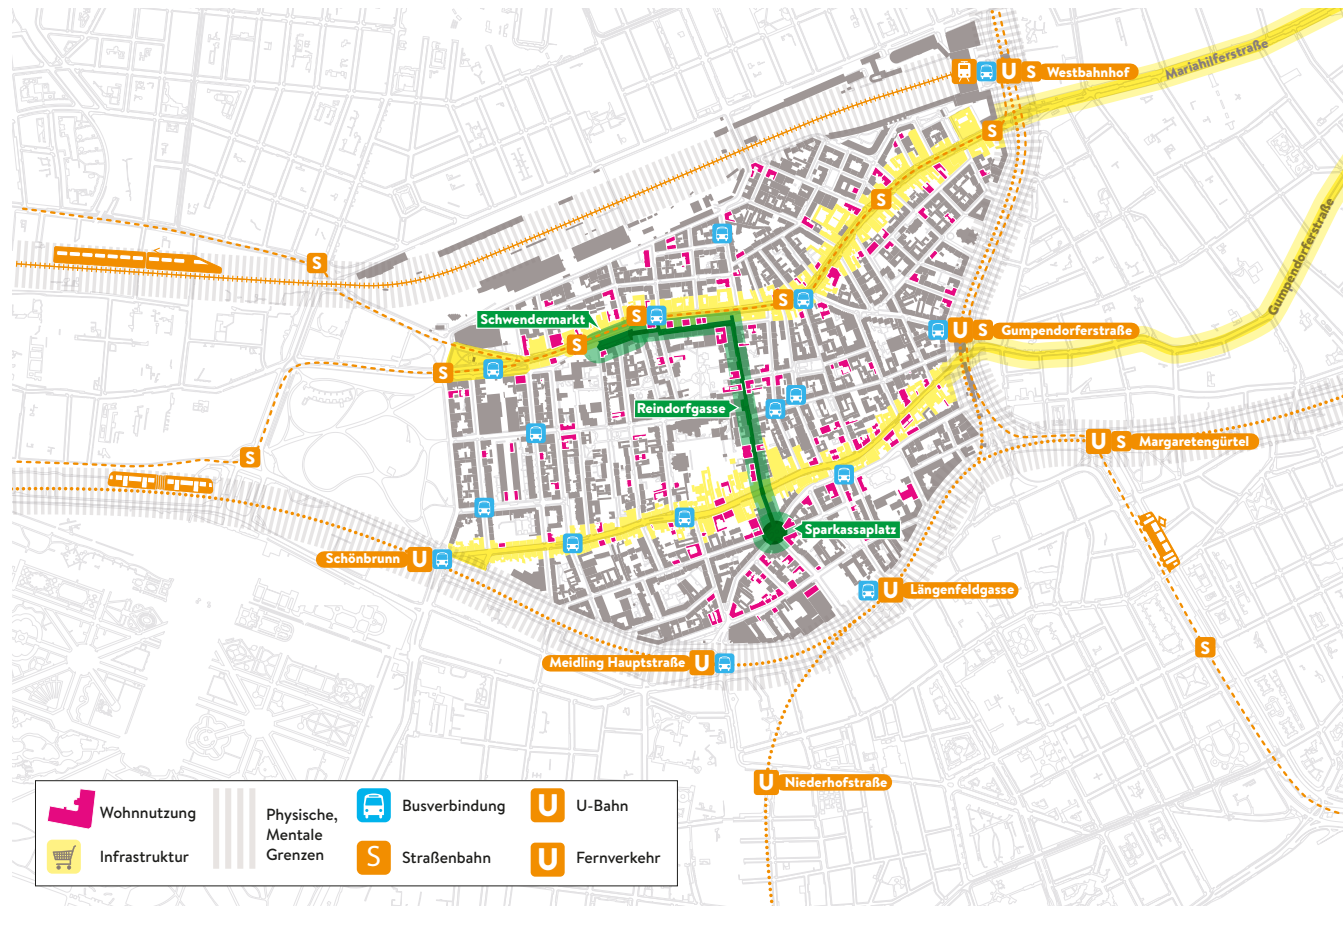 Mariahilferstraße
U S Westbahnhof
S
S
Gumpendorferstraße
S
Schwendermarkt
S
S
S
U S Gumpendorferstraße
S
Reindorfgasse
S
U S Margaretengürtel
Sparkassaplatz
Schönbrunn U
U Längenfeldgasse
Meidling Hauptstraße U
S
U Niederhofstraße
Wohnnutzung
Infrastruktur
Physische,
Mentale
Grenzen
Busverbindung
S Straßenbahn
U U-Bahn
U Fernverkehr